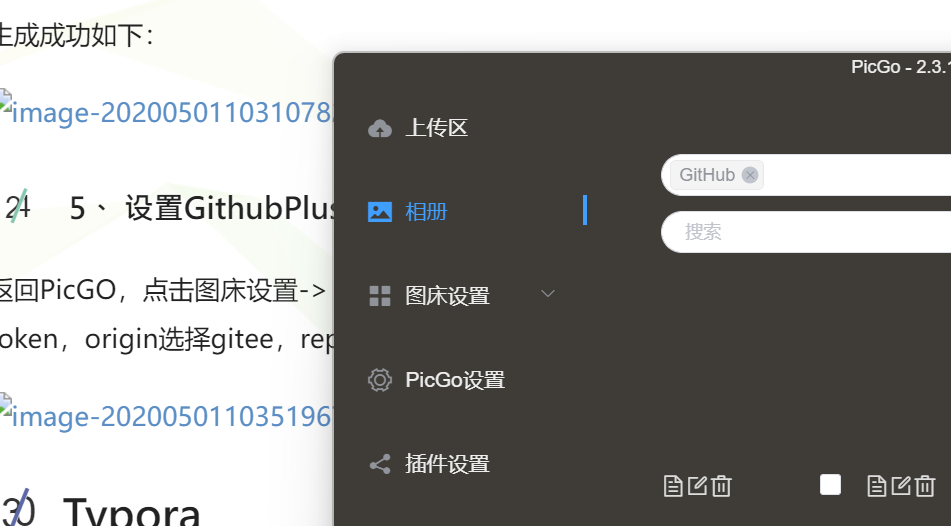 生成成功如下：
image-202005011031078
24
5、 设置GithubPlus
返回PicGO，点击图床设置->
token，origin选择gitee，rep
image-202005011035196
30
Typora
PicGo - 2.3.1
上传区
相册
图床设置
PicGo设置
插件设置
GitHub
搜索